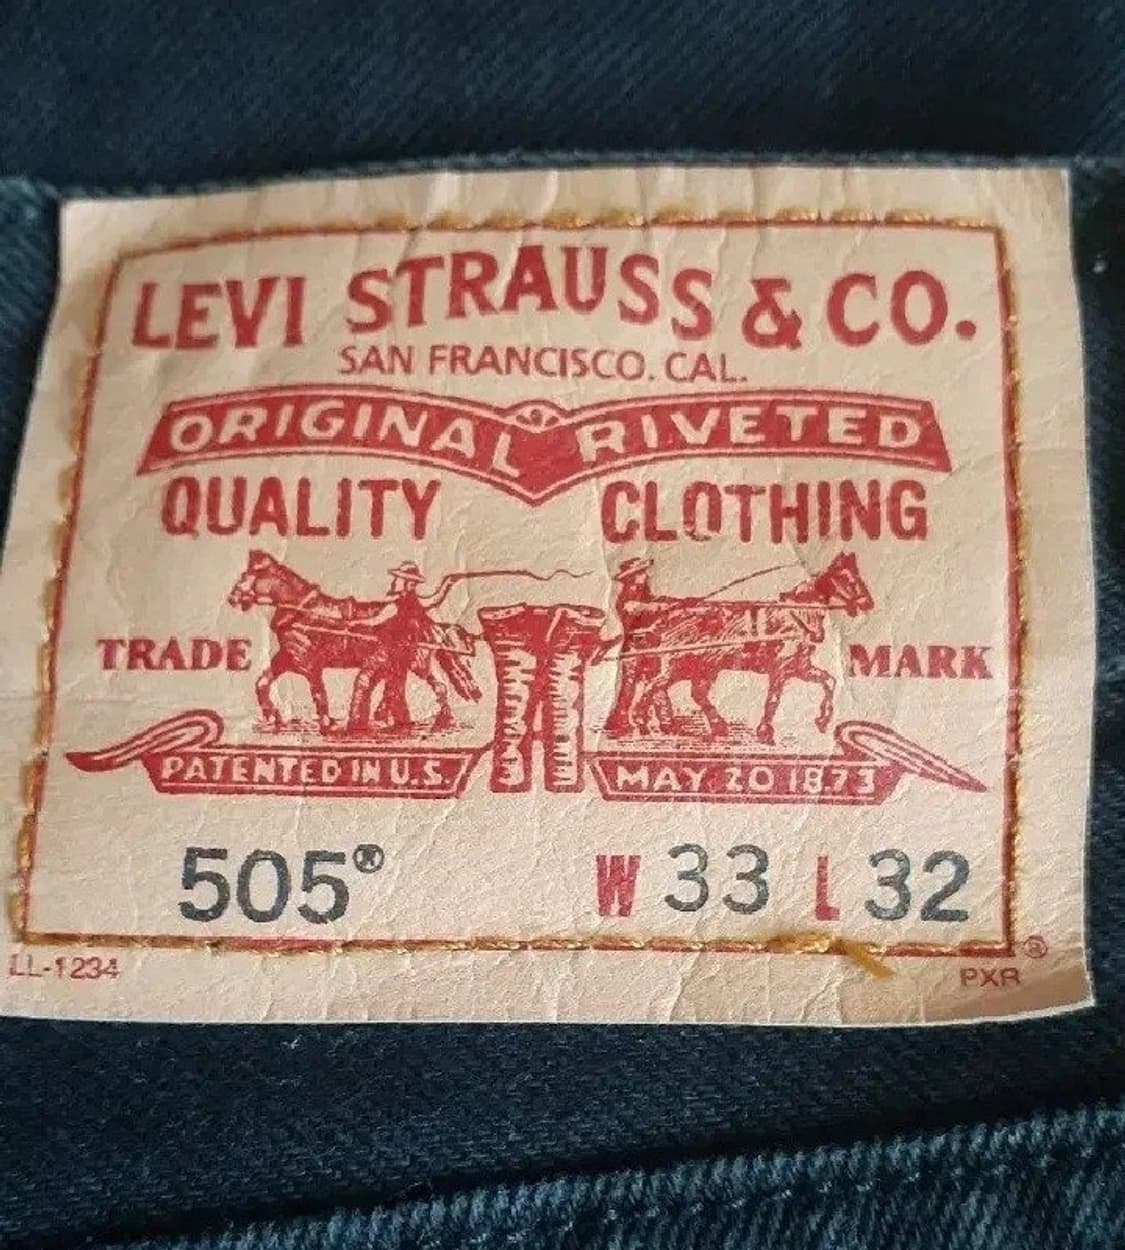 LEVI STRAUSS & CO.
SAN FRANCISCO. CAL.
ORIGINAL RIVETED
QUALITY CLOTHING
TRADE MARK
PATENTED IN U.S. MAY 20 1873
505® W 33 L 32
®
LL-1234 PXR